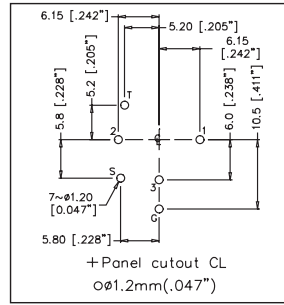 6.15 [.242"]
5.20 [.205"]
6.15
[.242"]
5.8 [.228"]
5.2 [.205"]
T
2
1
CL
6.0 [.238"]
10.5 [.411"]
S
3
G
7~ø1.20
[0.047"]
5.80 [.228"]
+Panel cutout CL
Oø1.2mm(.047")